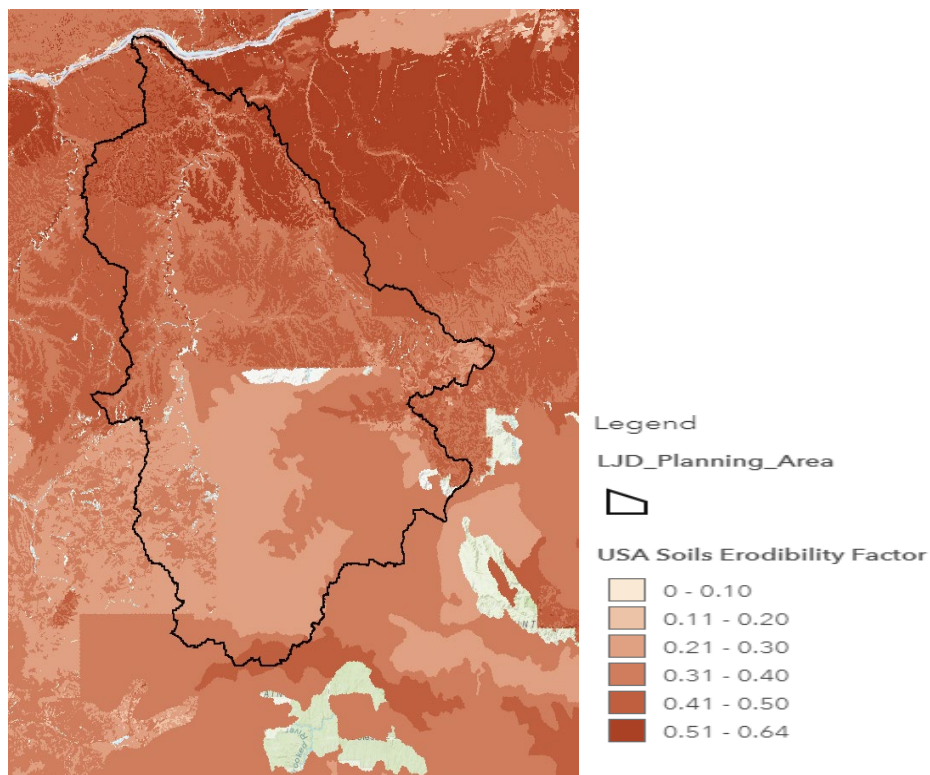 Legend
LJD_Planning_Area
USA Soils Erodibility Factor
0 - 0.10
0.11 - 0.20
0.21 - 0.30
0.31 - 0.40
0.41 - 0.50
0.51 - 0.64